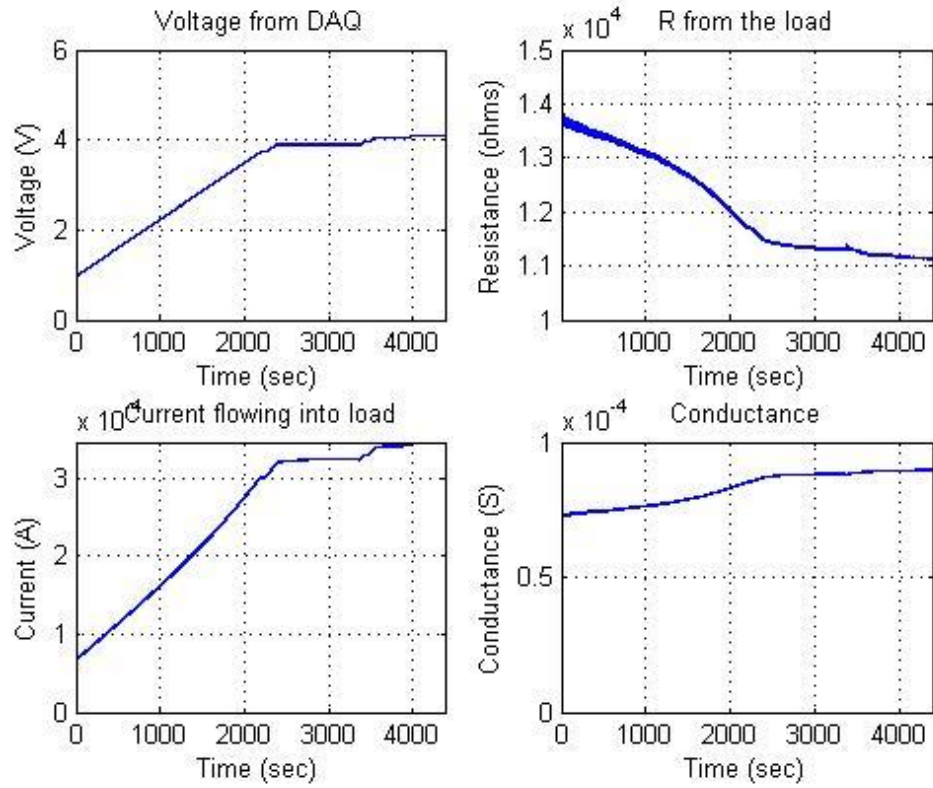 Voltage from DAQ
6
4
2
0
Voltage (V)
0 1000 2000 3000 4000
Time (sec)
x 10^4
R from the load
1.5
1.4
1.3
1.2
1.1
1
Resistance (ohms)
1000 2000 3000 4000
Time (sec)
x 10^-4
Current flowing into load
3
2
1
0
Current (A)
0 1000 2000 3000 4000
Time (sec)
x 10^-4
Conductance
1
0.5
0
Conductance (S)
0 1000 2000 3000 4000
Time (sec)